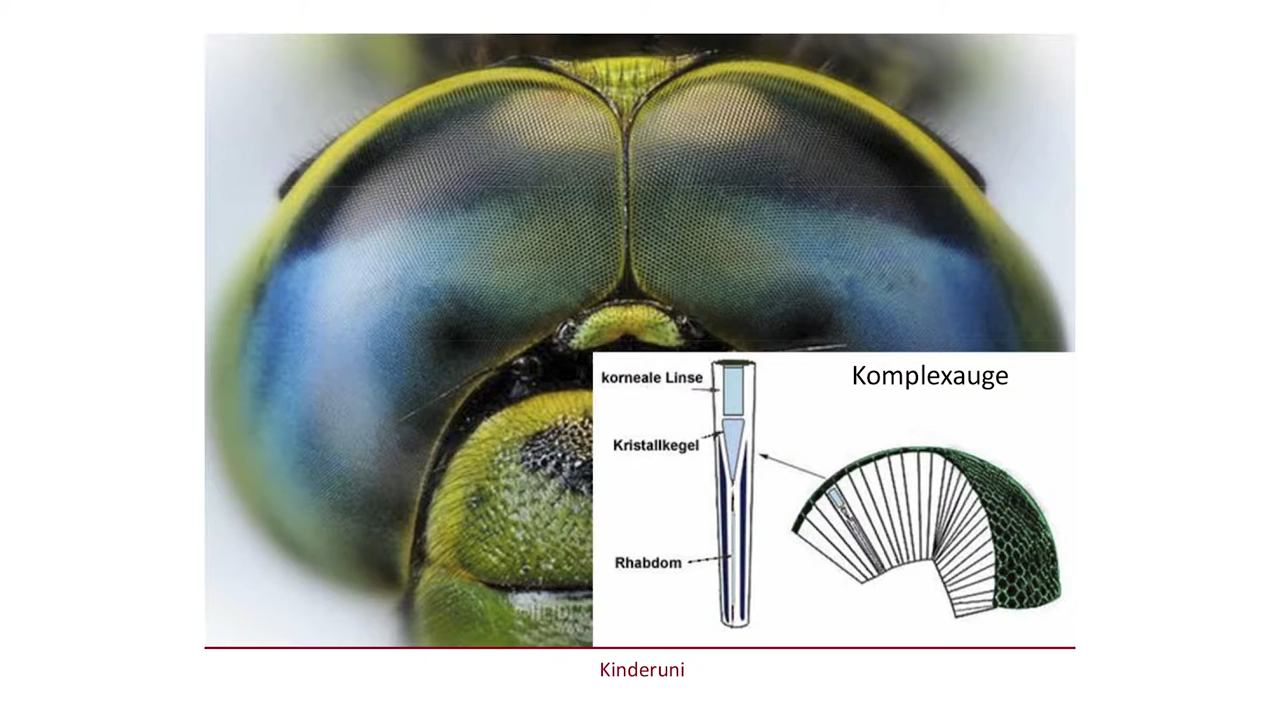 Komplexauge
korneale Linse
Kristallkegel
Rhabdom
Kinderuni